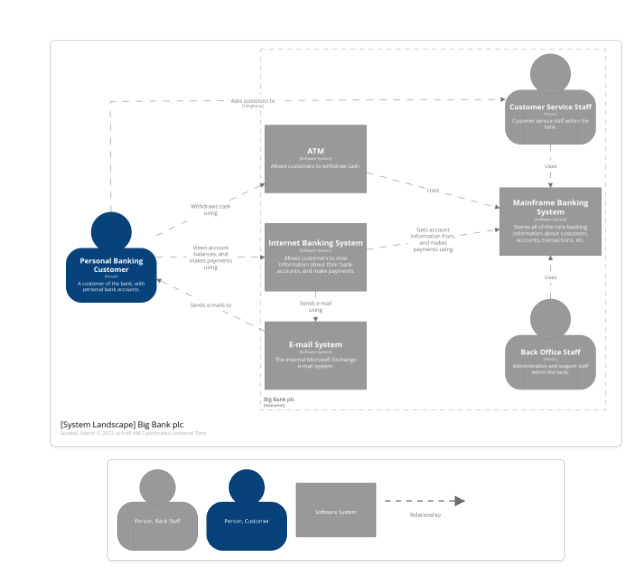 Customer Service Staff
[Person]
Customer service staff within the
bank.
Asks questions to
[Telephone]
ATM
[Software System]
Allows customers to withdraw cash.
Uses
Uses
Withdraws cash
using
Mainframe Banking
System
[Software System]
Stores all of the core banking
information about customers,
accounts, transactions, etc.
Internet Banking System
[Software System]
Allows customers to view
information about their bank
accounts, and make payments.
Gets account
information from,
and makes
payments using
Personal Banking
Customer
[Person]
A customer of the bank, with
personal bank accounts.
Views account
balances, and
makes payments
using
Uses
Sends e-mails to
Sends e-mail
using
E-mail System
[Software System]
The internal Microsoft Exchange
e-mail system.
Back Office Staff
[Person]
Administration and support staff
within the bank.
Big Bank plc
[Enterprise]
[System Landscape] Big Bank plc
Sunday, March 5, 2023 at 9:48 AM Coordinated Universal Time
Person, Bank Staff
Person, Customer
Software System
Relationship